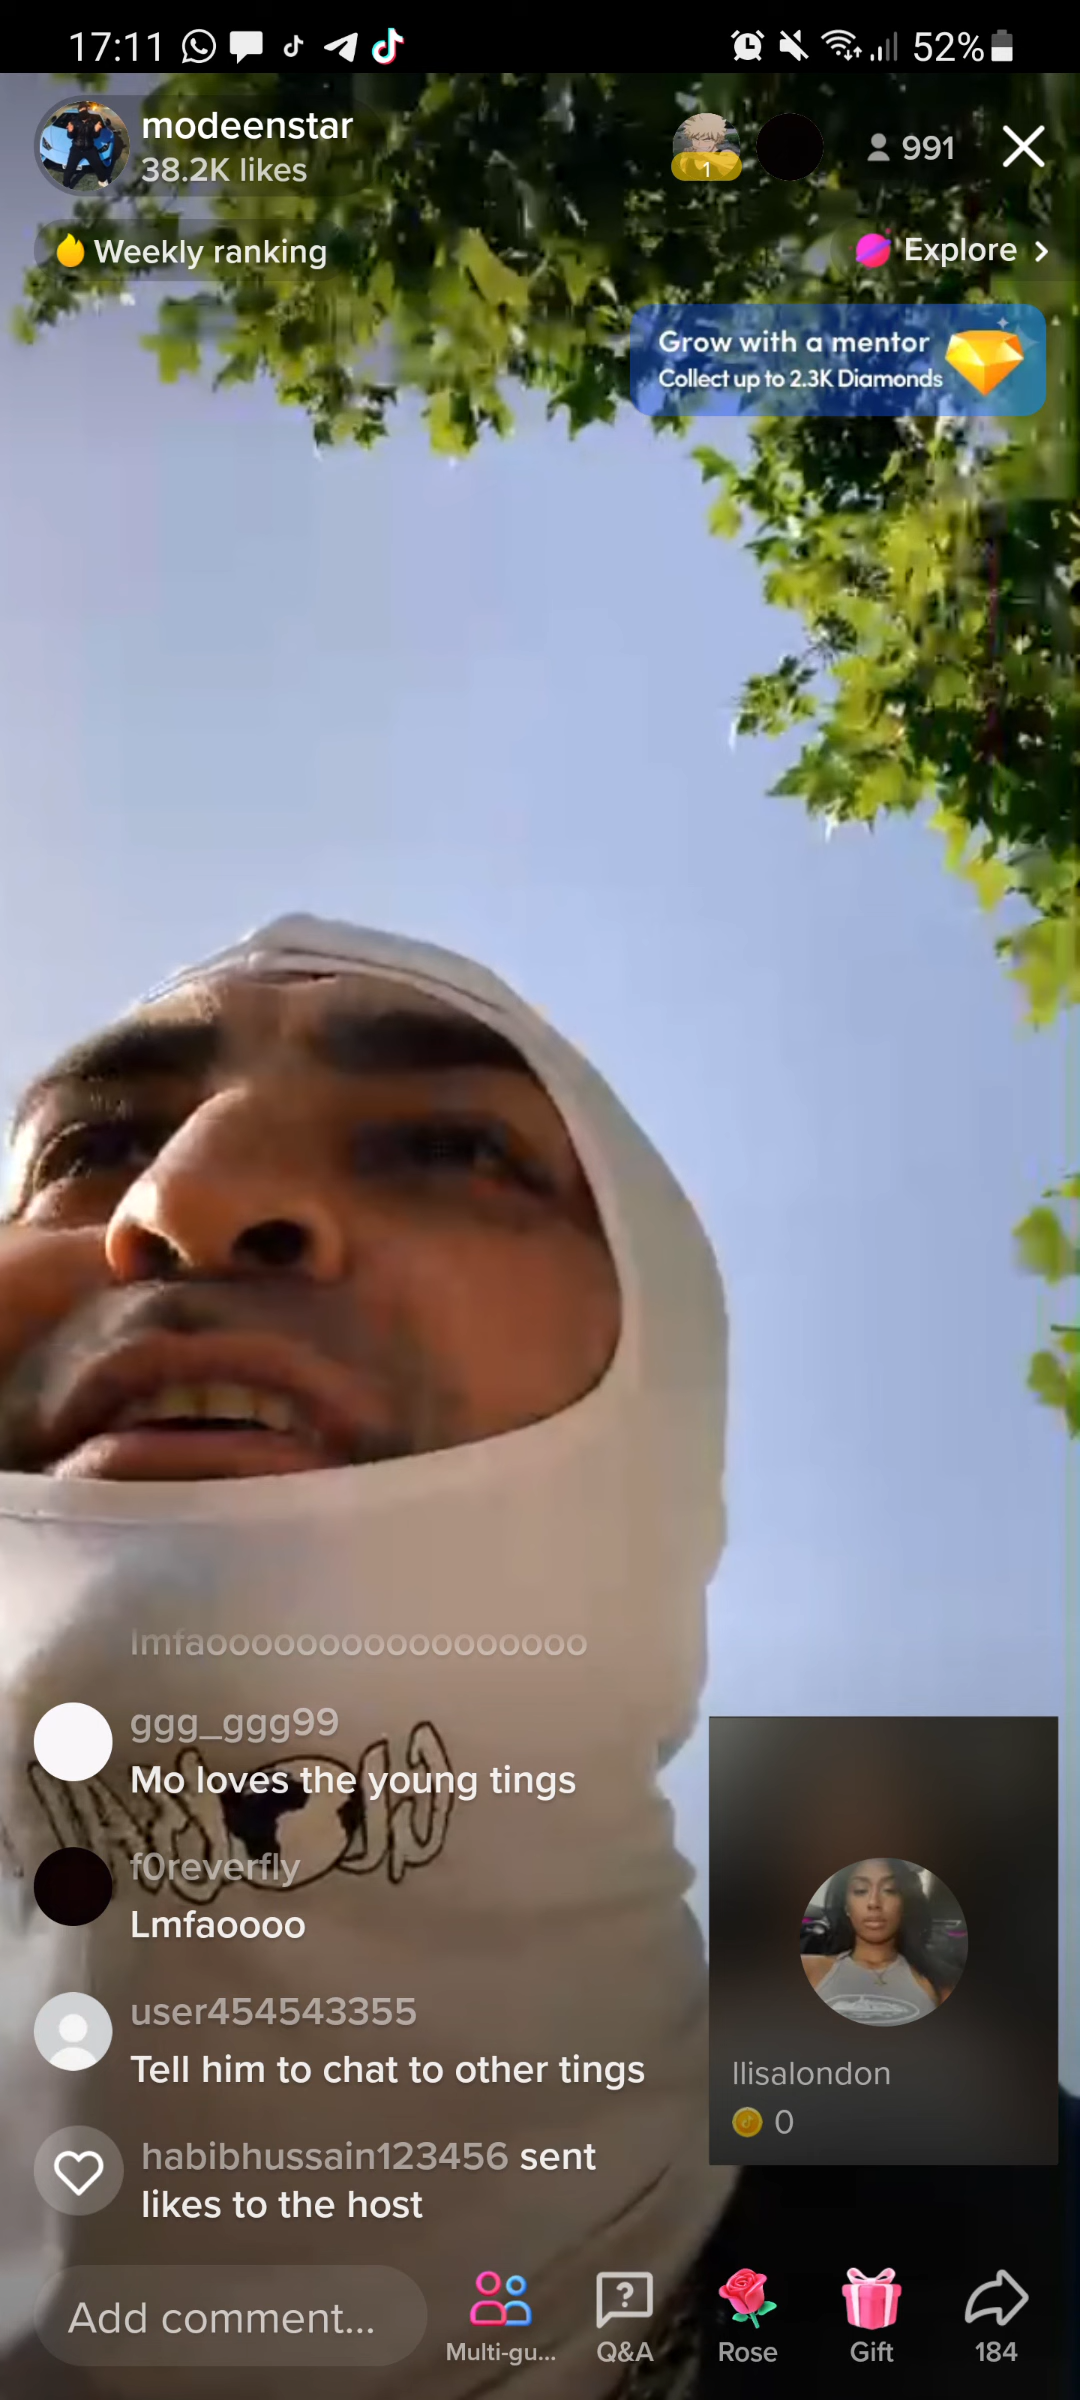 17:11
52%
modeenstar
38.2K likes
1
991
Weekly ranking
Explore >
Grow with a mentor
Collect up to 2.3K Diamonds
lmfaooooooooooooooooo
ggg_ggg99
Mo loves the young tings
f0reverfly
Lmfaoooo
user454543355
Tell him to chat to other tings
habibhussain123456 sent
likes to the host
llisalondon
0
Add comment...
Multi-gu...
Q&A
Rose
Gift
184